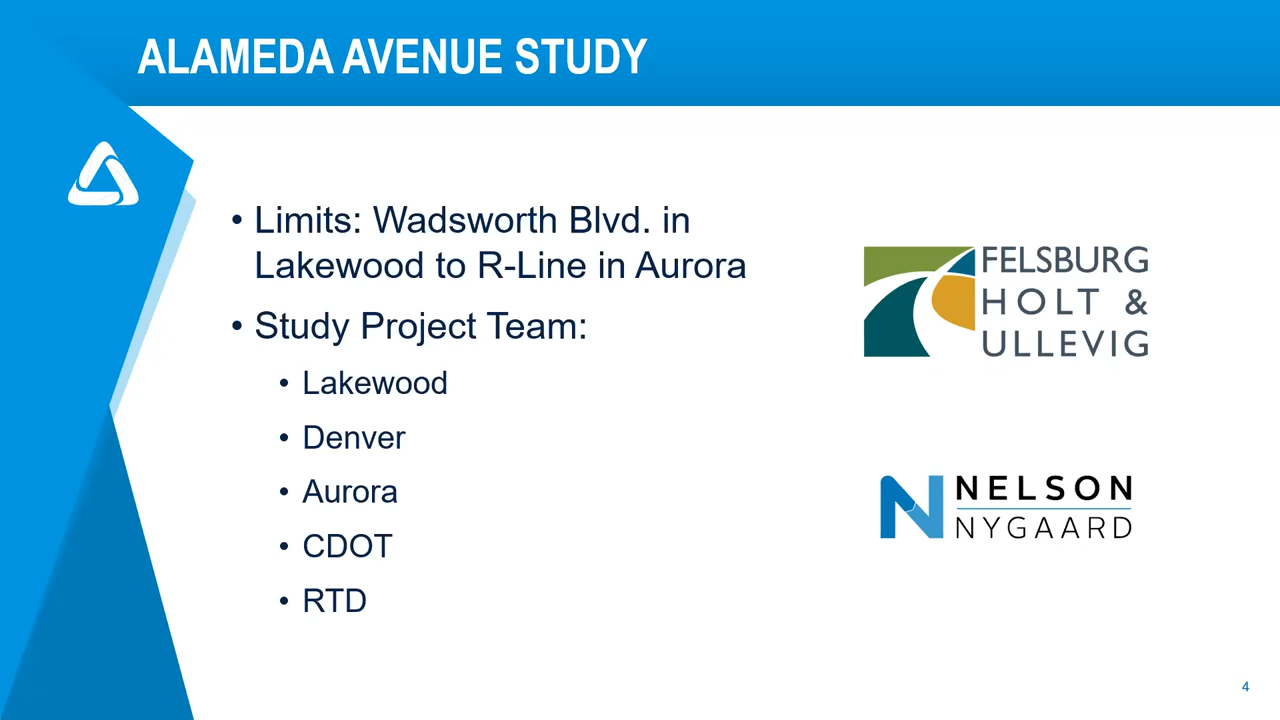 ALAMEDA AVENUE STUDY
• Limits: Wadsworth Blvd. in
Lakewood to R-Line in Aurora
• Study Project Team:
• Lakewood
• Denver
• Aurora
• CDOT
• RTD
FELSBURG
HOLT &
ULLEVIG
NELSON
NYGAARD
4